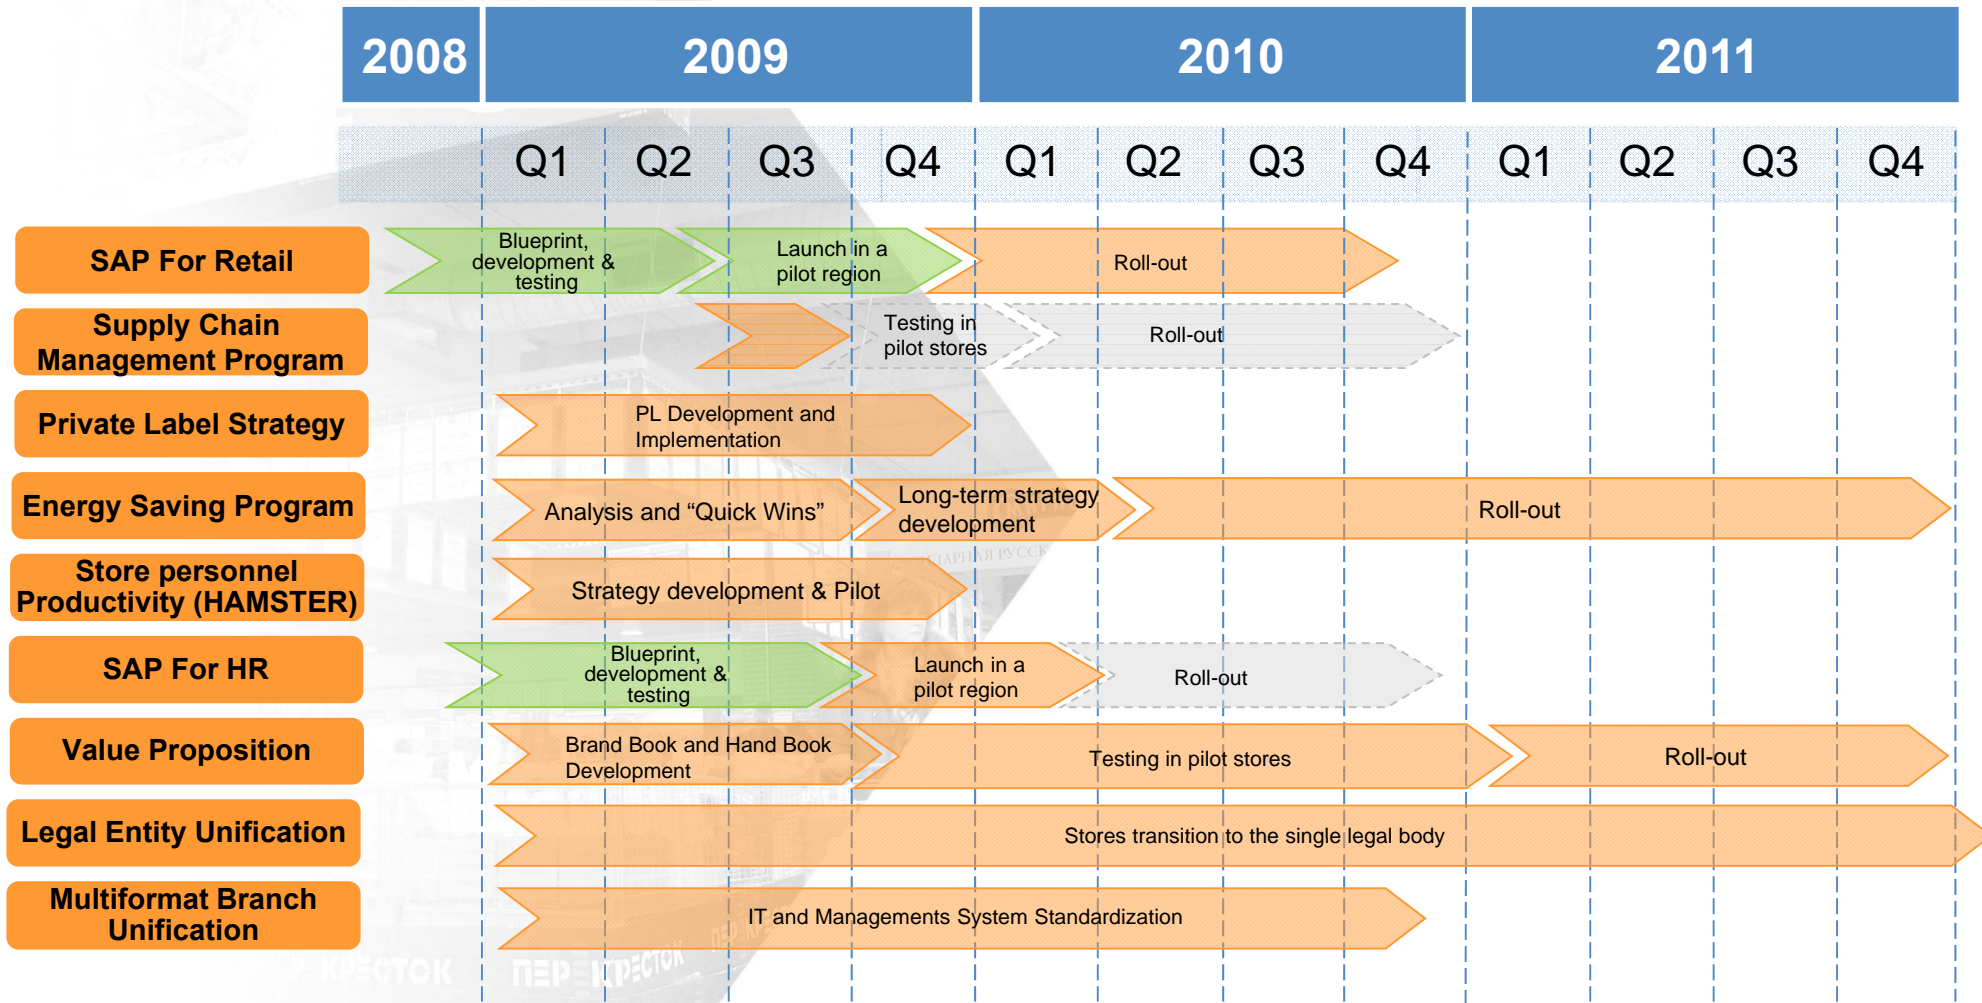 2008 2009 2010 2011
Q1 Q2 Q3 Q4 Q1 Q2 Q3 Q4 Q1 Q2 Q3 Q4
SAP For Retail
Blueprint,
development &
testing
Launch in a
pilot region
Roll-out
Supply Chain
Management Program
Testing in
pilot stores
Roll-out
Private Label Strategy
PL Development and
Implementation
Energy Saving Program
Analysis and “Quick Wins”
Long-term strategy
development
Roll-out
Store personnel
Productivity (HAMSTER)
Strategy development & Pilot
SAP For HR
Blueprint,
development &
testing
Launch in a
pilot region
Roll-out
Value Proposition
Brand Book and Hand Book
Development
Testing in pilot stores
Roll-out
Legal Entity Unification
Stores transition to the single legal body
Multiformat Branch
Unification
IT and Managements System Standardization
ПЕРЕКРЕСТОК